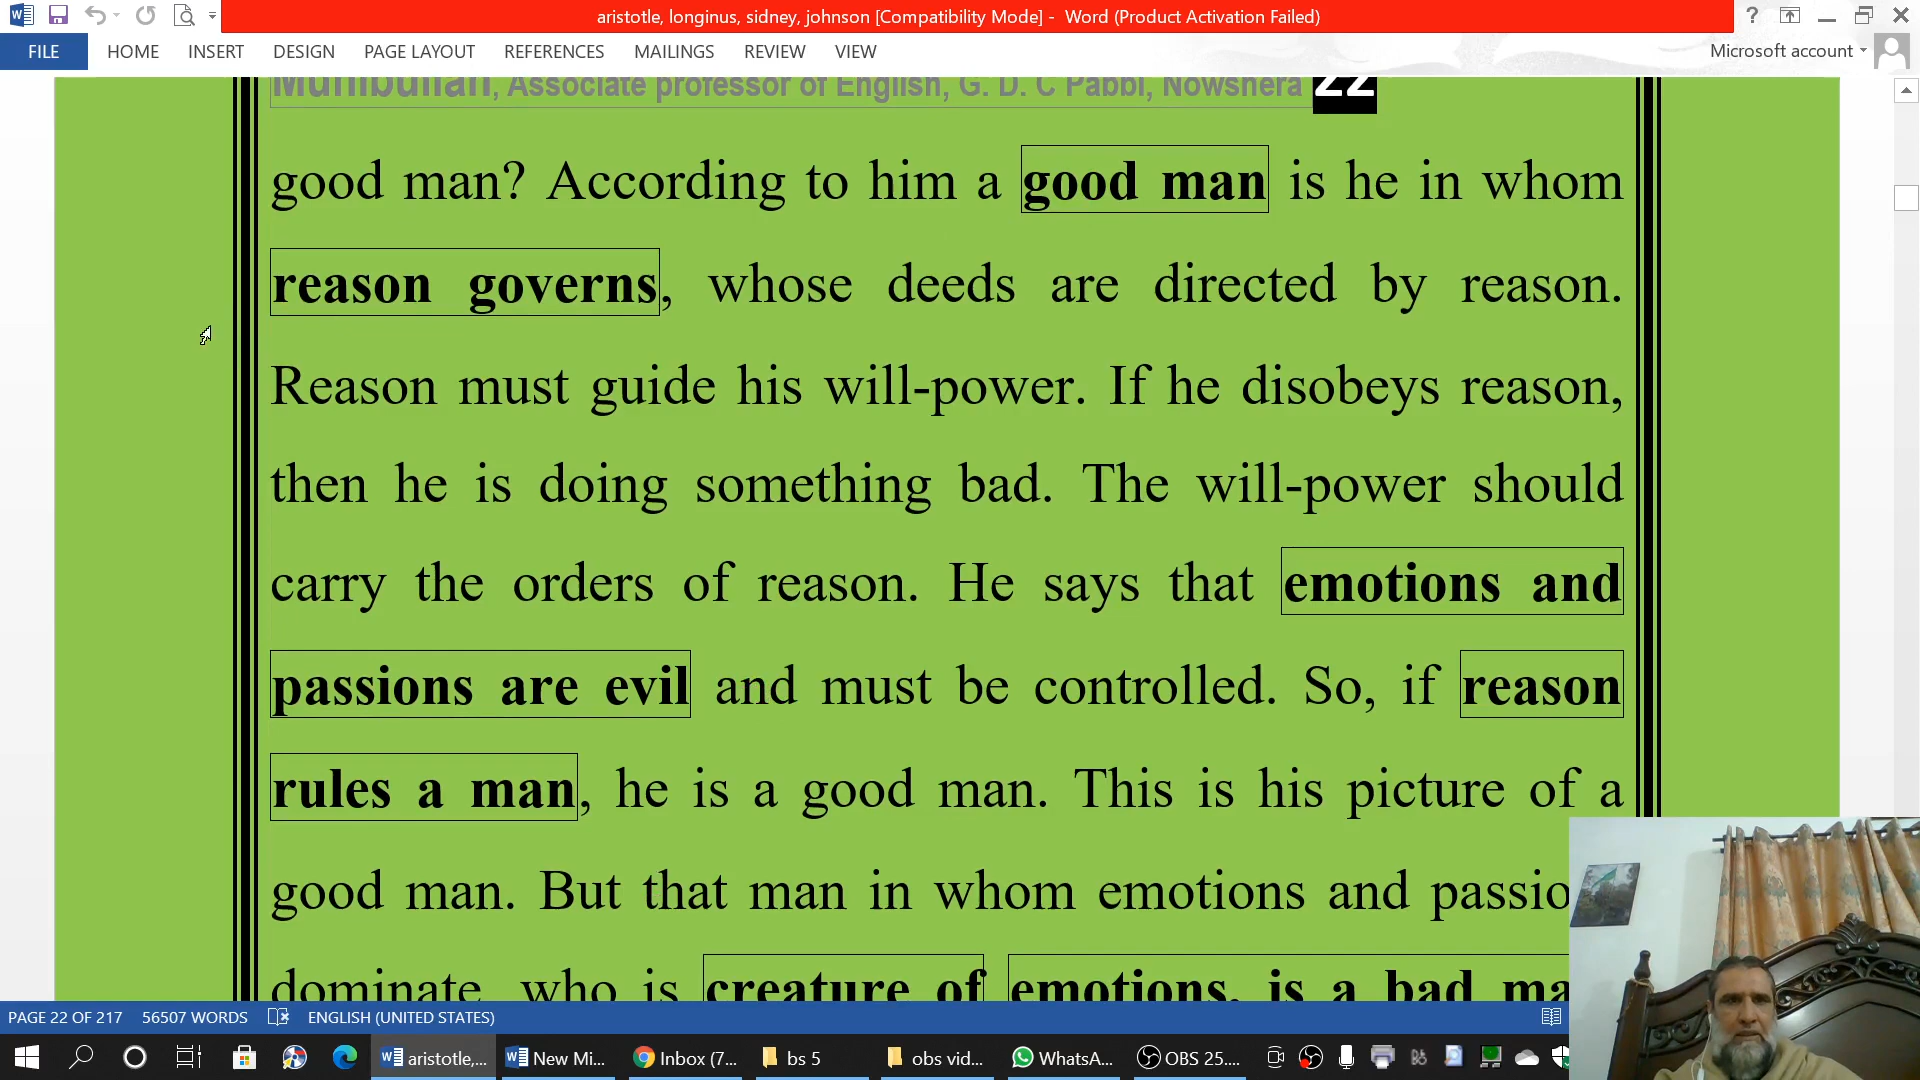 aristotle, longinus, sidney, johnson [Compatibility Mode] - Word (Product Activation Failed)
FILE HOME INSERT DESIGN PAGE LAYOUT REFERENCES MAILINGS REVIEW VIEW Microsoft account
, Associate professor of English, G. D. C Pabbi, Nowshera 22
good man? According to him a good man is he in whom
reason governs, whose deeds are directed by reason.
Reason must guide his will-power. If he disobeys reason,
then he is doing something bad. The will-power should
carry the orders of reason. He says that emotions and
passions are evil and must be controlled. So, if reason
rules a man, he is a good man. This is his picture of a
good man. But that man in whom emotions and passio
dominate, who is creature of emotions, is a bad ma
PAGE 22 OF 217 56507 WORDS ENGLISH (UNITED STATES)
aristotle,... New Mi... Inbox (7... bs 5 obs vid... WhatsA... OBS 25....